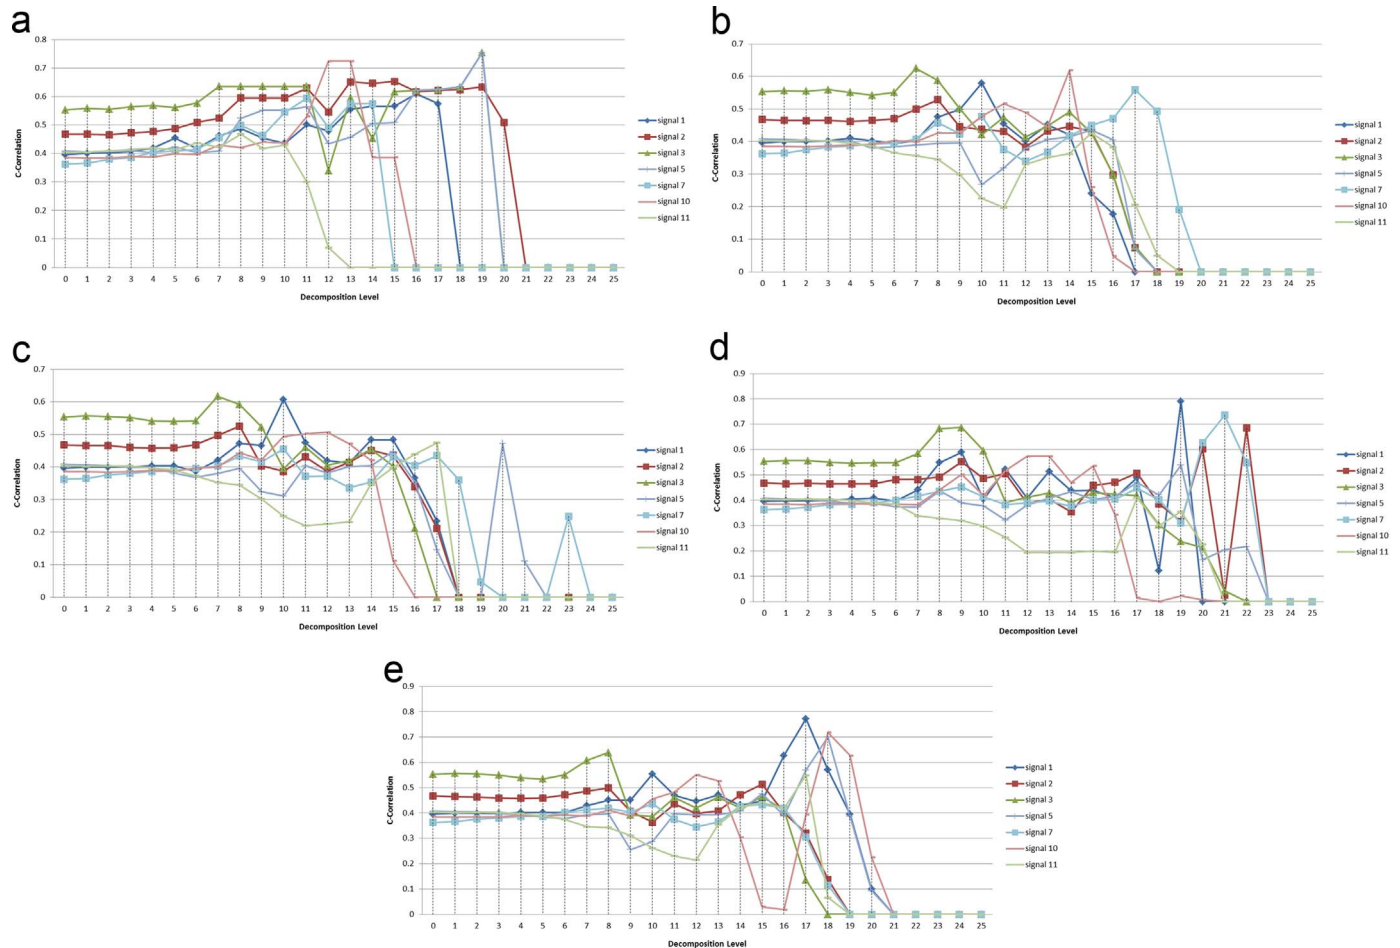 a
0.8
0.7
0.6
0.5
0.4
0.3
0.2
0.1
0
C-Correlation
0 1 2 3 4 5 6 7 8 9 10 11 12 13 14 15 16 17 18 19 20 21 22 23 24 25
Decomposition Level
signal 1
signal 2
signal 3
signal 5
signal 7
signal 10
signal 11
b
0.7
0.6
0.5
0.4
0.3
0.2
0.1
0
C-Correlation
0 1 2 3 4 5 6 7 8 9 10 11 12 13 14 15 16 17 18 19 20 21 22 23 24 25
Decomposition Level
signal 1
signal 2
signal 3
signal 5
signal 7
signal 10
signal 11
c
0.7
0.6
0.5
0.4
0.3
0.2
0.1
0
C-Correlation
0 1 2 3 4 5 6 7 8 9 10 11 12 13 14 15 16 17 18 19 20 21 22 23 24 25
Decomposition Level
signal 1
signal 2
signal 3
signal 5
signal 7
signal 10
signal 11
d
0.9
0.8
0.7
0.6
0.5
0.4
0.3
0.2
0.1
0
C-Correlation
0 1 2 3 4 5 6 7 8 9 10 11 12 13 14 15 16 17 18 19 20 21 22 23 24 25
Decomposition Level
signal 1
signal 2
signal 3
signal 5
signal 7
signal 10
signal 11
e
0.9
0.8
0.7
0.6
0.5
0.4
0.3
0.2
0.1
0
C-Correlation
0 1 2 3 4 5 6 7 8 9 10 11 12 13 14 15 16 17 18 19 20 21 22 23 24 25
Decomposition Level
signal 1
signal 2
signal 3
signal 5
signal 7
signal 10
signal 11